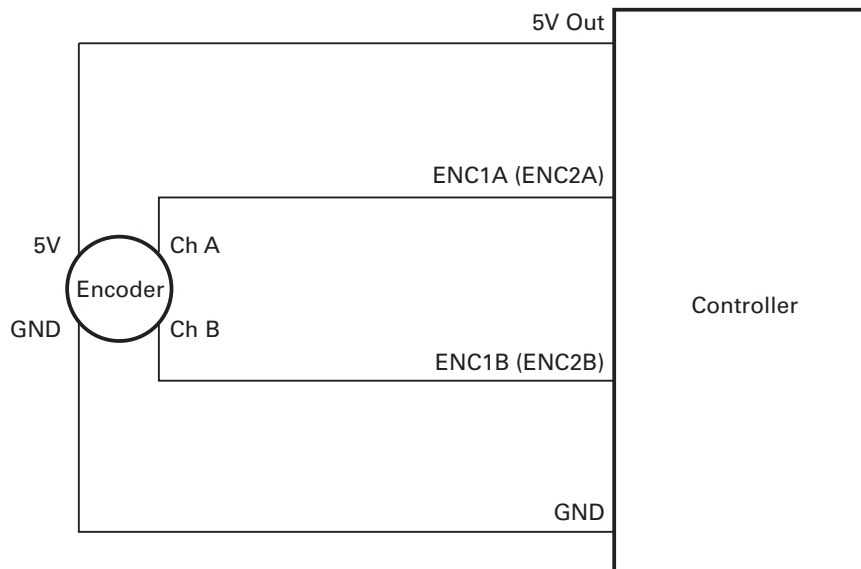 5V Out
ENC1A (ENC2A)
5V
Ch A
Encoder
Controller
GND
Ch B
ENC1B (ENC2B)
GND